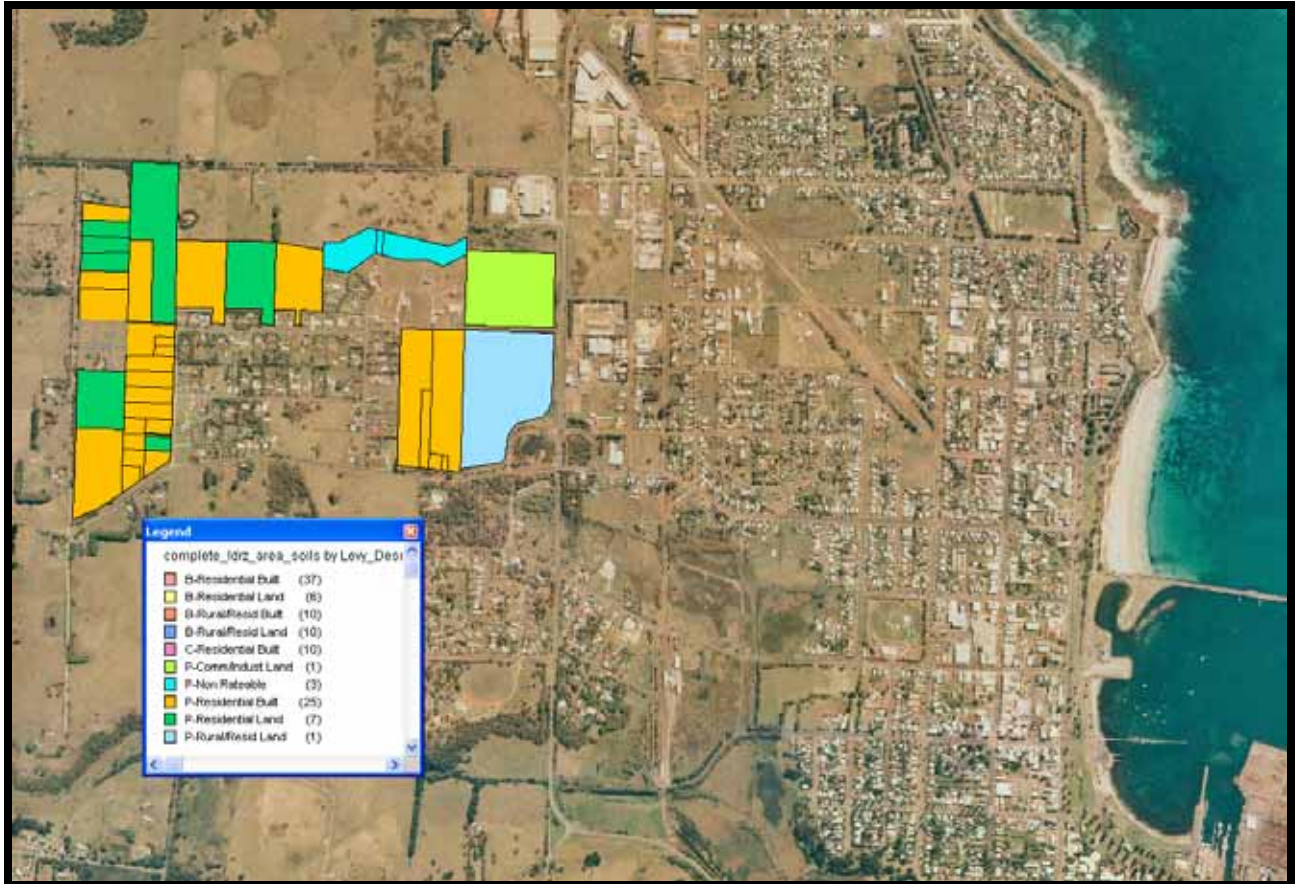 Legend
complete_ldrz_area_soils by Levy_Desi
B-Residential Built (37)
B-Residential Land (6)
B-Rural/Resid Built (10)
B-Rural/Resid Land (10)
C-Residential Built (10)
P-Comm/Indust Land (1)
P-Non Rateable (3)
P-Residential Built (25)
P-Residential Land (7)
P-Rural/Resid Land (1)